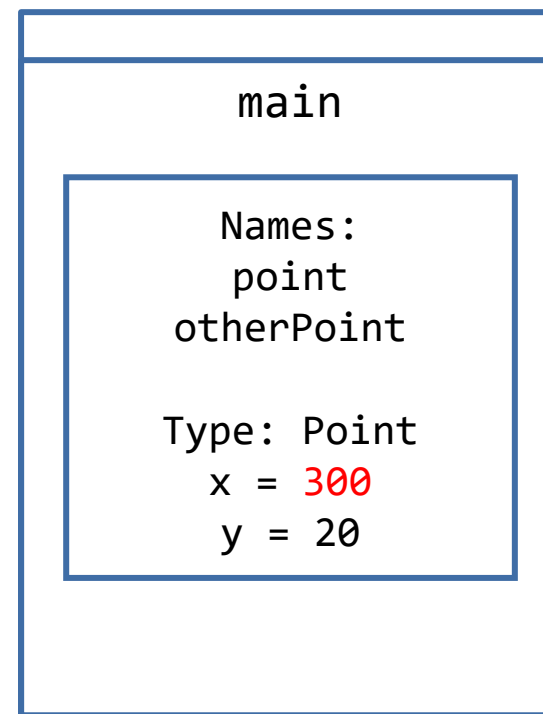 main
Names:
point
otherPoint
Type: Point
x = 300
y = 20